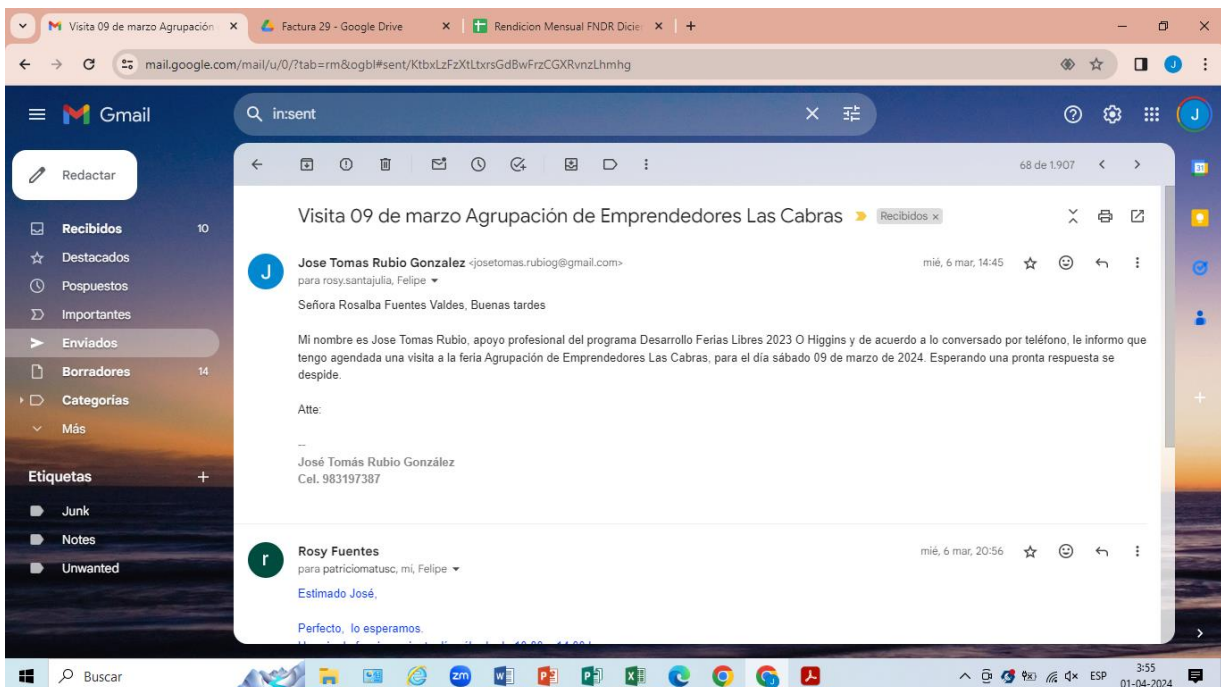 Visita 09 de marzo Agrupación
Factura 29 - Google Drive
Rendicion Mensual FNDR Dicie
mail.google.com/mail/u/0/?tab=rm&ogbl#sent/KtbxLzFzXtLtxrsGdBwFrzCGXRvnzLhmhg
J
Gmail
in:sent
J
Redactar
68 de 1.907
31
Visita 09 de marzo Agrupación de Emprendedores Las Cabras
Recibidos x
Recibidos 10
Destacados
Pospuestos
Importantes
Enviados
Borradores 14
Categorías
Más
Etiquetas +
Junk
Notes
Unwanted
J
Jose Tomas Rubio Gonzalez <josetomas.rubiog@gmail.com>
mié, 6 mar, 14:45
para rosy.santajulia, Felipe
Señora Rosalba Fuentes Valdes, Buenas tardes
Mi nombre es Jose Tomas Rubio, apoyo profesional del programa Desarrollo Ferias Libres 2023 O Higgins y de acuerdo a lo conversado por teléfono, le informo que
tengo agendada una visita a la feria Agrupación de Emprendedores Las Cabras, para el día sábado 09 de marzo de 2024. Esperando una pronta respuesta se
despide.
Atte:
--
José Tomás Rubio González
Cel. 983197387
r
Rosy Fuentes
mié, 6 mar, 20:56
para patriciomatusc, mí, Felipe
Estimado José,
Perfecto, lo esperamos.
Buscar
zm
ESP
3:55
01-04-2024